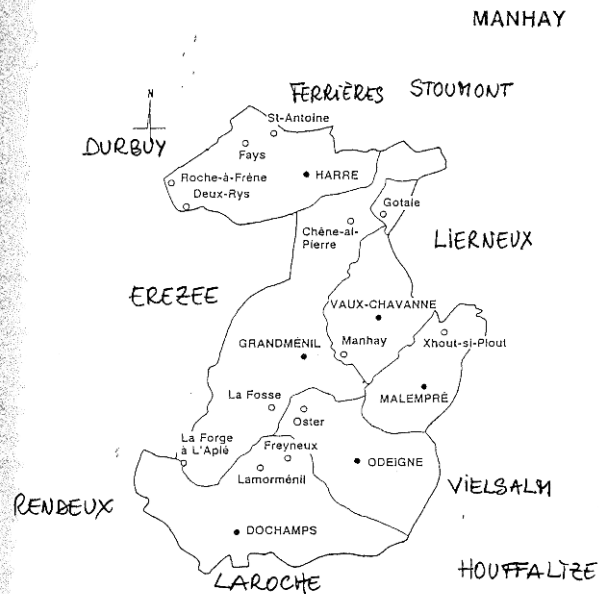 MANHAY
FERRIÈRES STOUMONT
N
St-Antoine
DURBUY
Fays
Roche-à-Frêne
HARRE
Deux-Rys
Gotale
Chêne-al-
Pierre
LIERNEUX
EREZEE
VAUX-CHAVANNE
GRANDMÉNIL
Manhay
Xhout-si-Plout
MALEMPRÉ
La Fosse
Oster
La Forge
à L'Aplé
Freyneux
ODEIGNE
Lamorménil
VIELSALM
RENDEUX
DOCHAMPS
LAROCHE
HOUFFALIZE